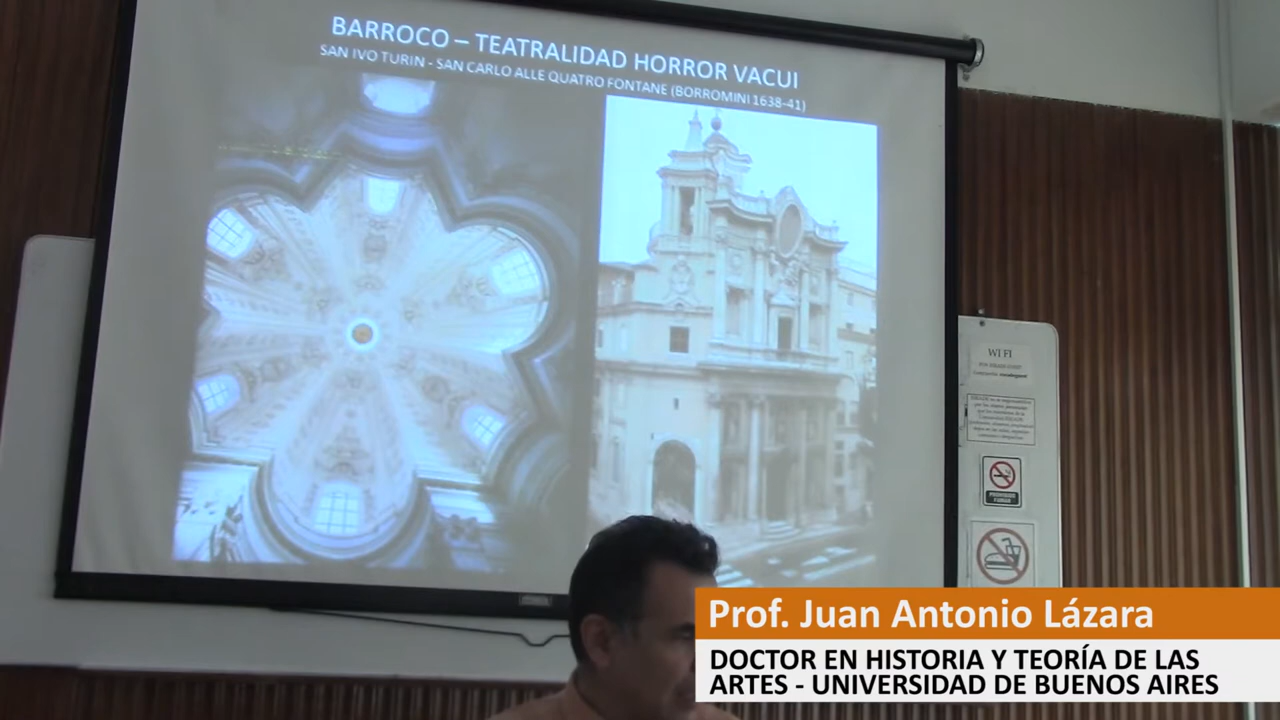 BARROCO – TEATRALIDAD HORROR VACUI
SAN IVO TURIN - SAN CARLO ALLE QUATRO FONTANE (BORROMINI 1638-41)
WI FI
Prof. Juan Antonio Lázara
DOCTOR EN HISTORIA Y TEORÍA DE LAS
ARTES - UNIVERSIDAD DE BUENOS AIRES